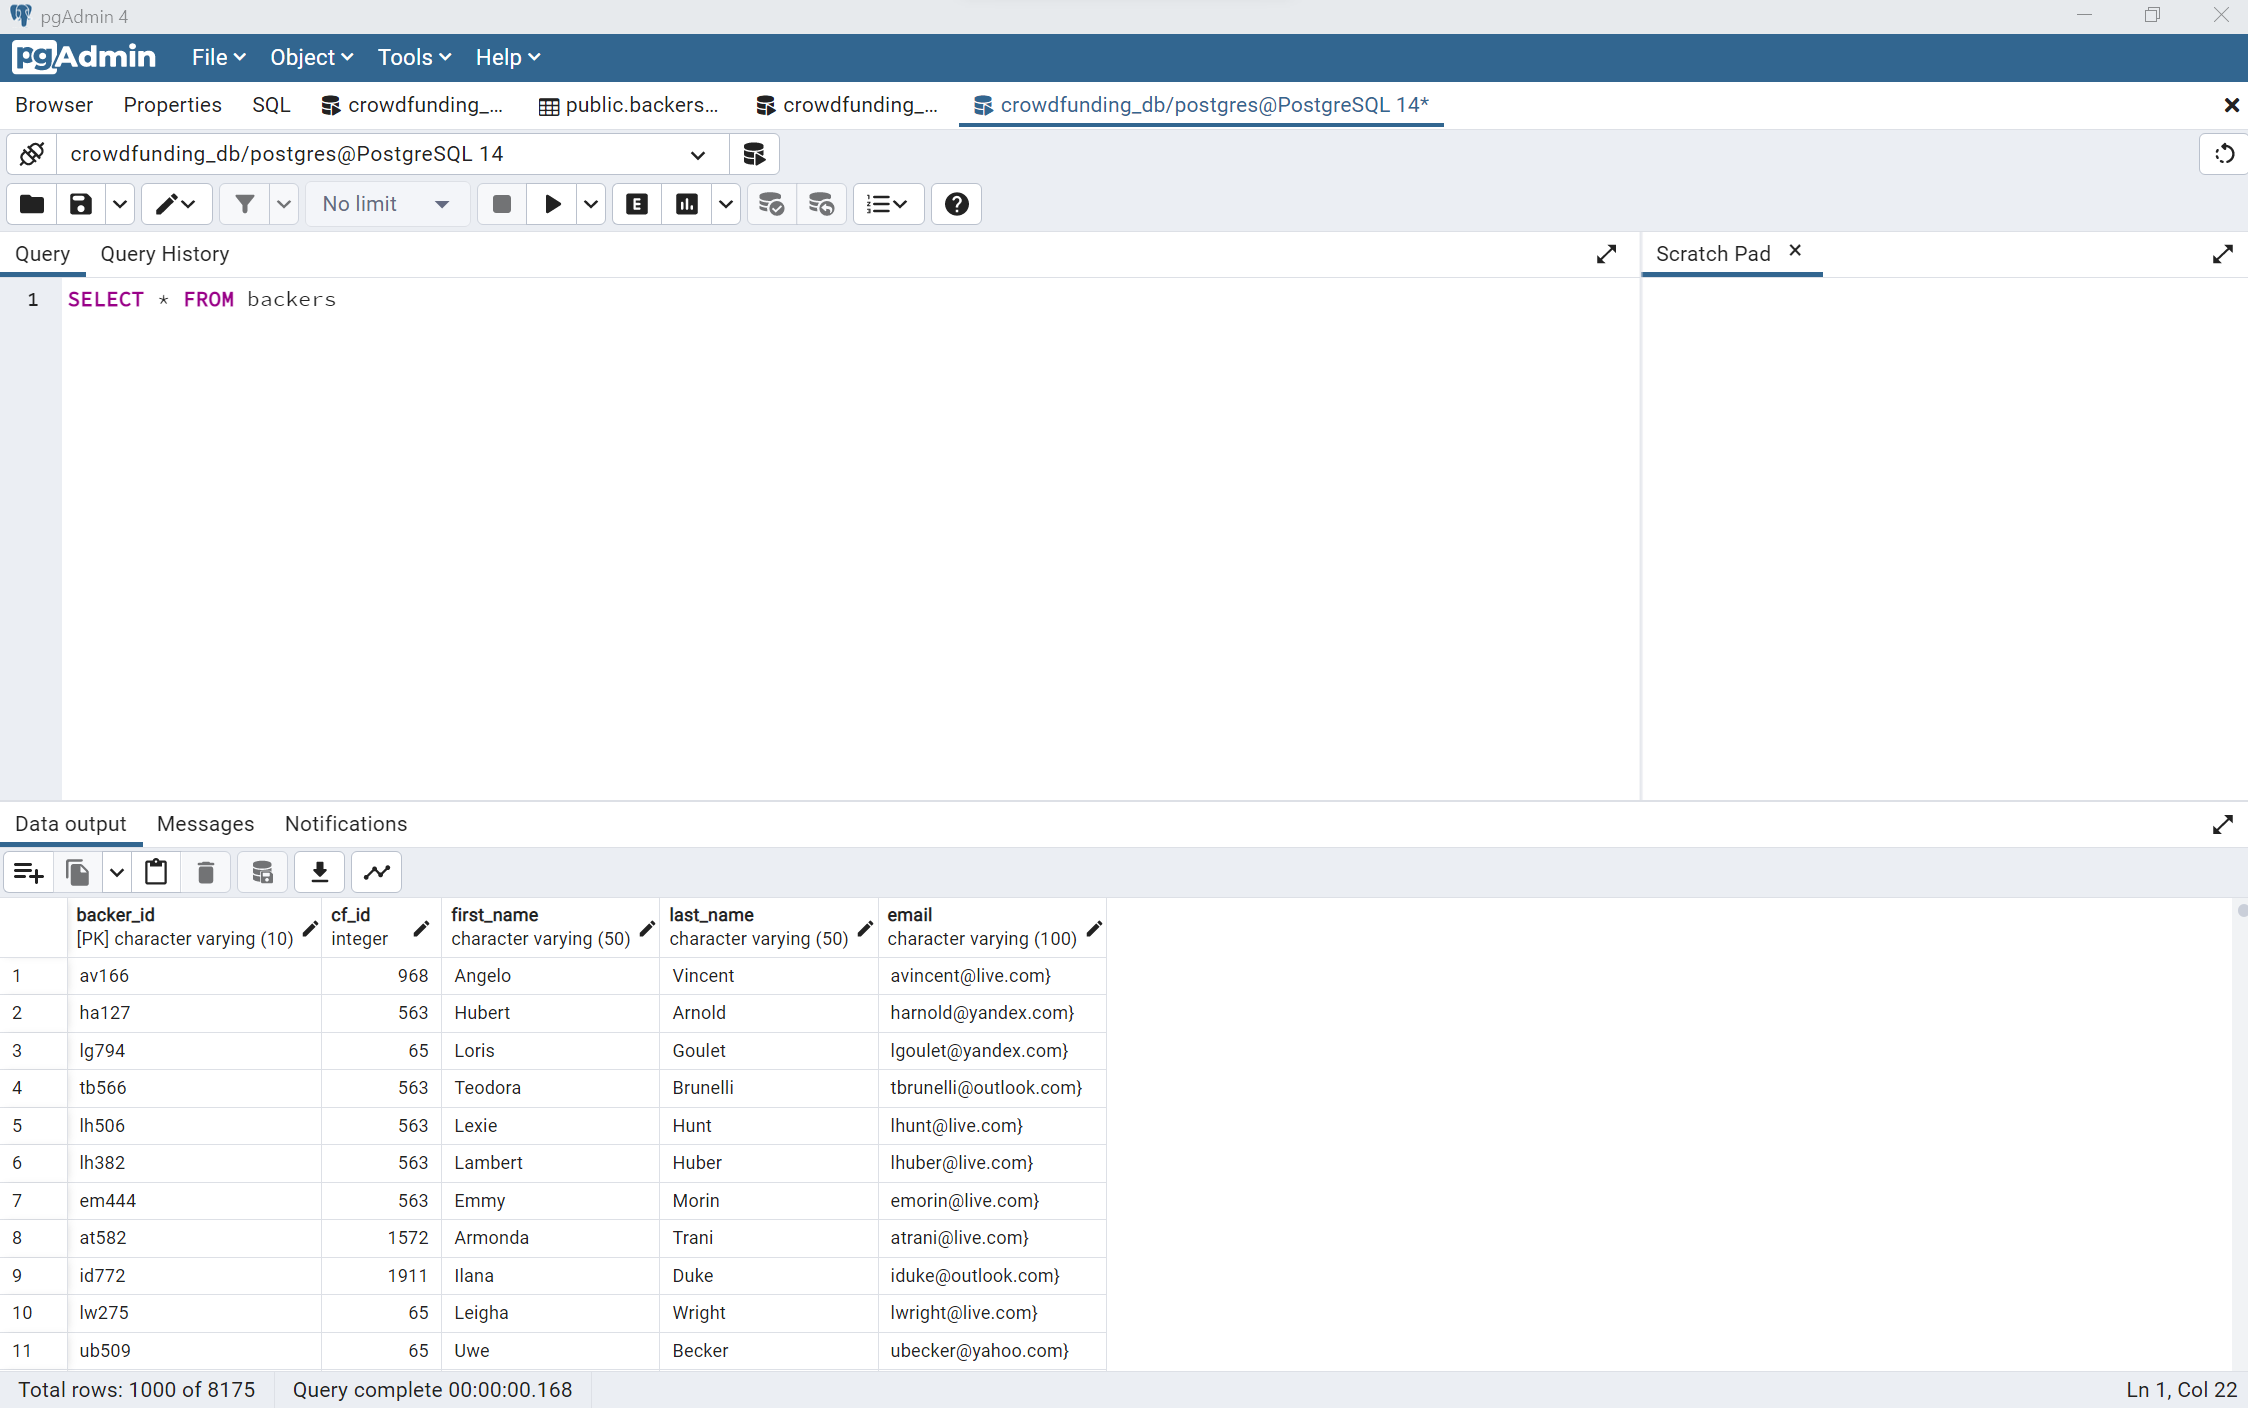 pgAdmin 4
pgAdmin File Object Tools Help
Browser Properties SQL crowdfunding_... public.backers... crowdfunding_... crowdfunding_db/postgres@PostgreSQL 14*
crowdfunding_db/postgres@PostgreSQL 14
No limit E
Query Query History Scratch Pad
1 SELECT * FROM backers
Data output Messages Notifications
backer_id cf_id first_name last_name email
[PK] character varying (10) integer character varying (50) character varying (50) character varying (100)
1 av166 968 Angelo Vincent avincent@live.com}
2 ha127 563 Hubert Arnold harnold@yandex.com}
3 lg794 65 Loris Goulet lgoulet@yandex.com}
4 tb566 563 Teodora Brunelli tbrunelli@outlook.com}
5 lh506 563 Lexie Hunt lhunt@live.com}
6 lh382 563 Lambert Huber lhuber@live.com}
7 em444 563 Emmy Morin emorin@live.com}
8 at582 1572 Armonda Trani atrani@live.com}
9 id772 1911 Ilana Duke iduke@outlook.com}
10 lw275 65 Leigha Wright lwright@live.com}
11 ub509 65 Uwe Becker ubecker@yahoo.com}
Total rows: 1000 of 8175 Query complete 00:00:00.168 Ln 1, Col 22